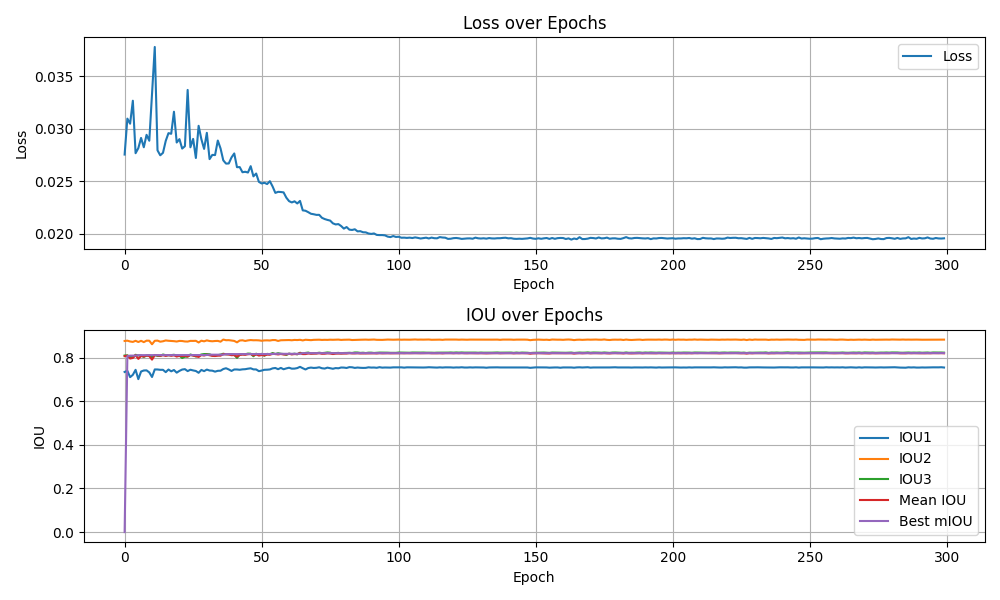 Loss over Epochs
0.035
0.030
0.025
0.020
Loss
Loss
0
50
100
150
200
250
300
Epoch
IOU over Epochs
0.8
0.6
0.4
0.2
0.0
IOU
IOU1
IOU2
IOU3
Mean IOU
Best mIOU
0
50
100
150
200
250
300
Epoch